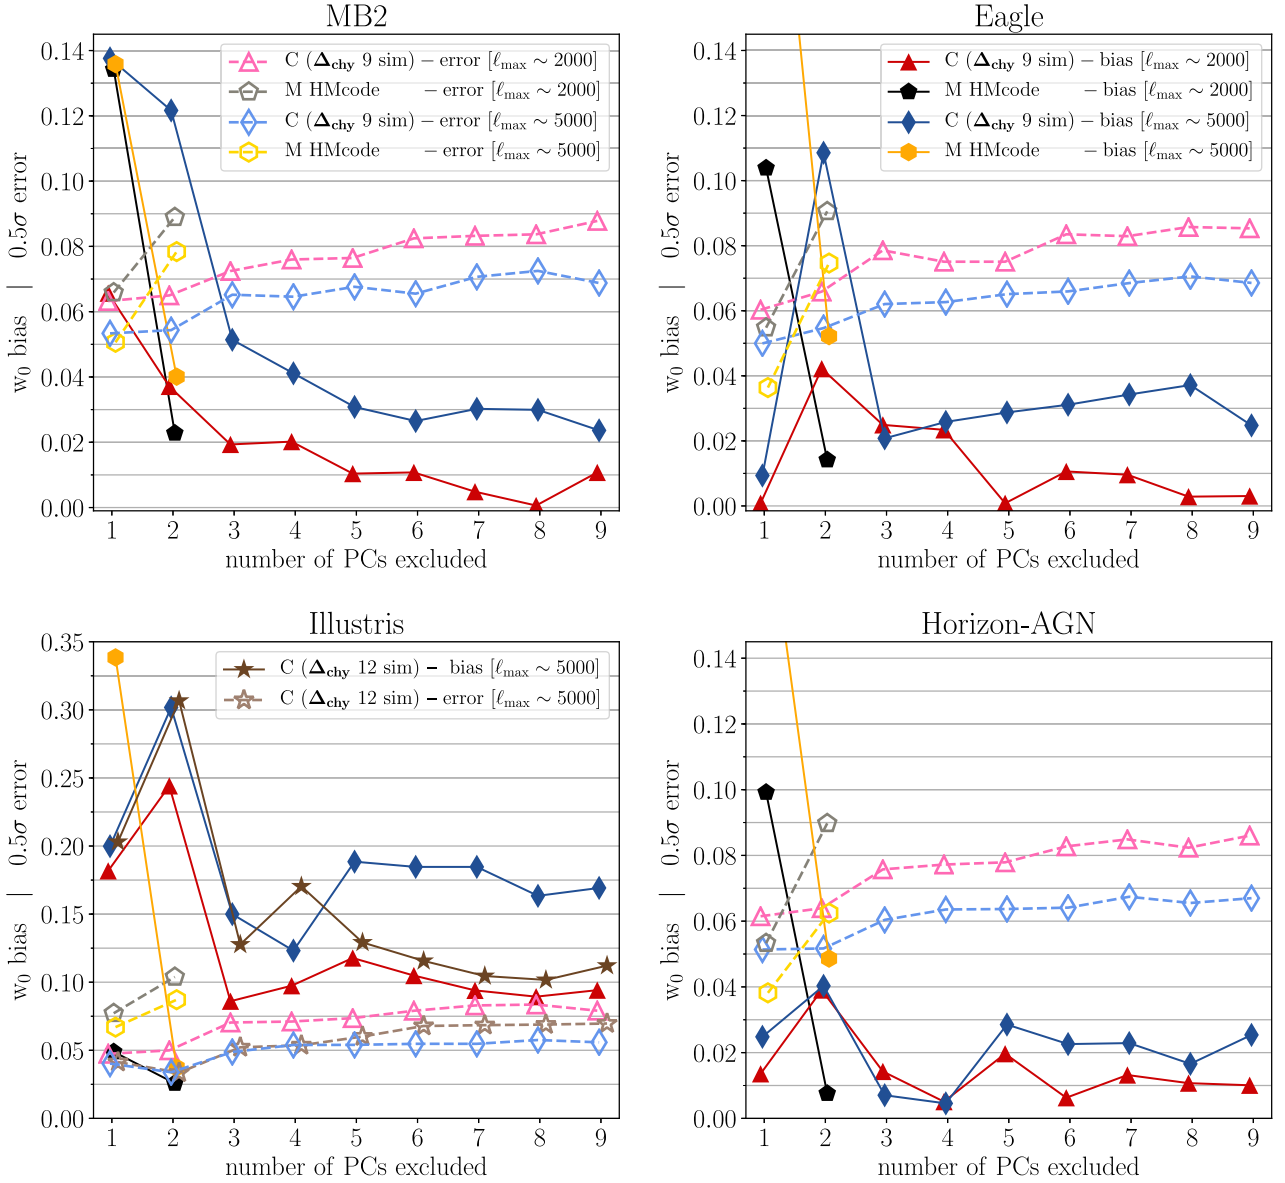 MB2
0.14
0.12
0.10
0.08
0.06
0.04
0.02
0.00
w₀ bias | 0.5σ error
C (Δchy 9 sim) – error [ℓmax ∼ 2000]
M HMcode – error [ℓmax ∼ 2000]
C (Δchy 9 sim) – error [ℓmax ∼ 5000]
M HMcode – error [ℓmax ∼ 5000]
1 2 3 4 5 6 7 8 9
number of PCs excluded
Eagle
0.14
0.12
0.10
0.08
0.06
0.04
0.02
0.00
w₀ bias | 0.5σ error
C (Δchy 9 sim) – bias [ℓmax ∼ 2000]
M HMcode – bias [ℓmax ∼ 2000]
C (Δchy 9 sim) – bias [ℓmax ∼ 5000]
M HMcode – bias [ℓmax ∼ 5000]
1 2 3 4 5 6 7 8 9
number of PCs excluded
Illustris
0.35
0.30
0.25
0.20
0.15
0.10
0.05
0.00
w₀ bias | 0.5σ error
C (Δchy 12 sim) – bias [ℓmax ∼ 5000]
C (Δchy 12 sim) – error [ℓmax ∼ 5000]
1 2 3 4 5 6 7 8 9
number of PCs excluded
Horizon-AGN
0.14
0.12
0.10
0.08
0.06
0.04
0.02
0.00
w₀ bias | 0.5σ error
1 2 3 4 5 6 7 8 9
number of PCs excluded